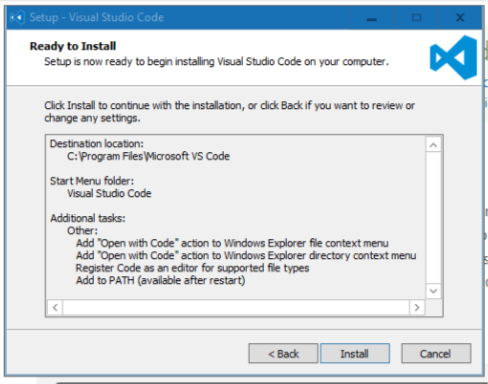 Setup - Visual Studio Code
Ready to Install
Setup is now ready to begin installing Visual Studio Code on your computer.
Click Install to continue with the installation, or click Back if you want to review or
change any settings.
Destination location:
C:\Program Files\Microsoft VS Code
Start Menu folder:
Visual Studio Code
Additional tasks:
Other:
Add "Open with Code" action to Windows Explorer file context menu
Add "Open with Code" action to Windows Explorer directory context menu
Register Code as an editor for supported file types
Add to PATH (available after restart)
< Back Install Cancel